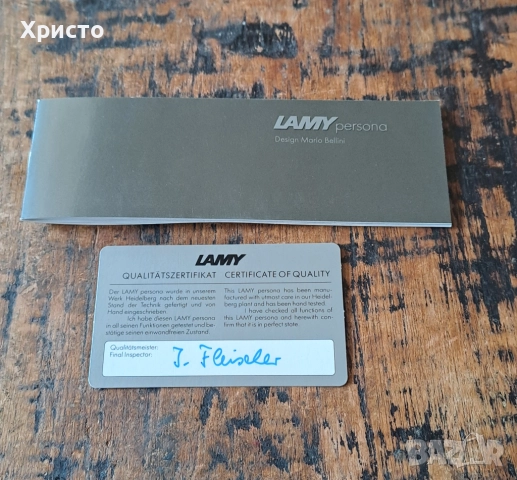 Христо
LAMY persona
Design Mario Bellini
LAMY
QUALITÄTSZERTIFIKAT CERTIFICATE OF QUALITY
Der LAMY persona wurde in unserem
Werk Heidelberg nach dem neuesten
Stand der Technik gefertigt und von
Hand eingeschrieben.
Ich habe diesen LAMY persona
in all seinen Funktionen getestet und be-
stätige seinen einwandfreien Zustand:
This LAMY persona has been manu-
factured with utmost care in our Heidel-
berg plant and has been hand tested.
I have checked all functions of
this LAMY persona and herewith con-
firm that it is in perfect state.
Qualitätsmeister:
Final Inspector:
J. Fleischer
BAZAR